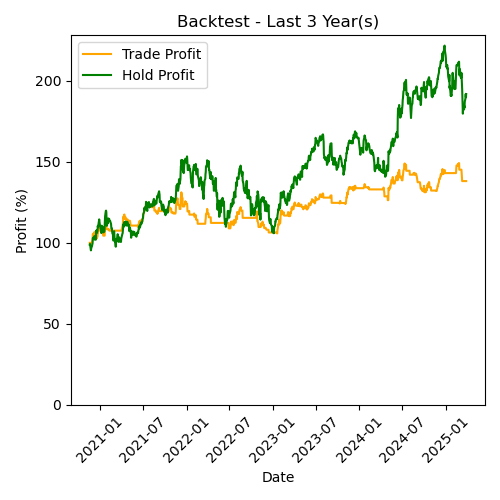 Backtest - Last 3 Year(s)
Trade Profit
Hold Profit
Profit (%)
200
150
100
50
0
2021-01
2021-07
2022-01
2022-07
2023-01
2023-07
2024-01
2024-07
2025-01
Date